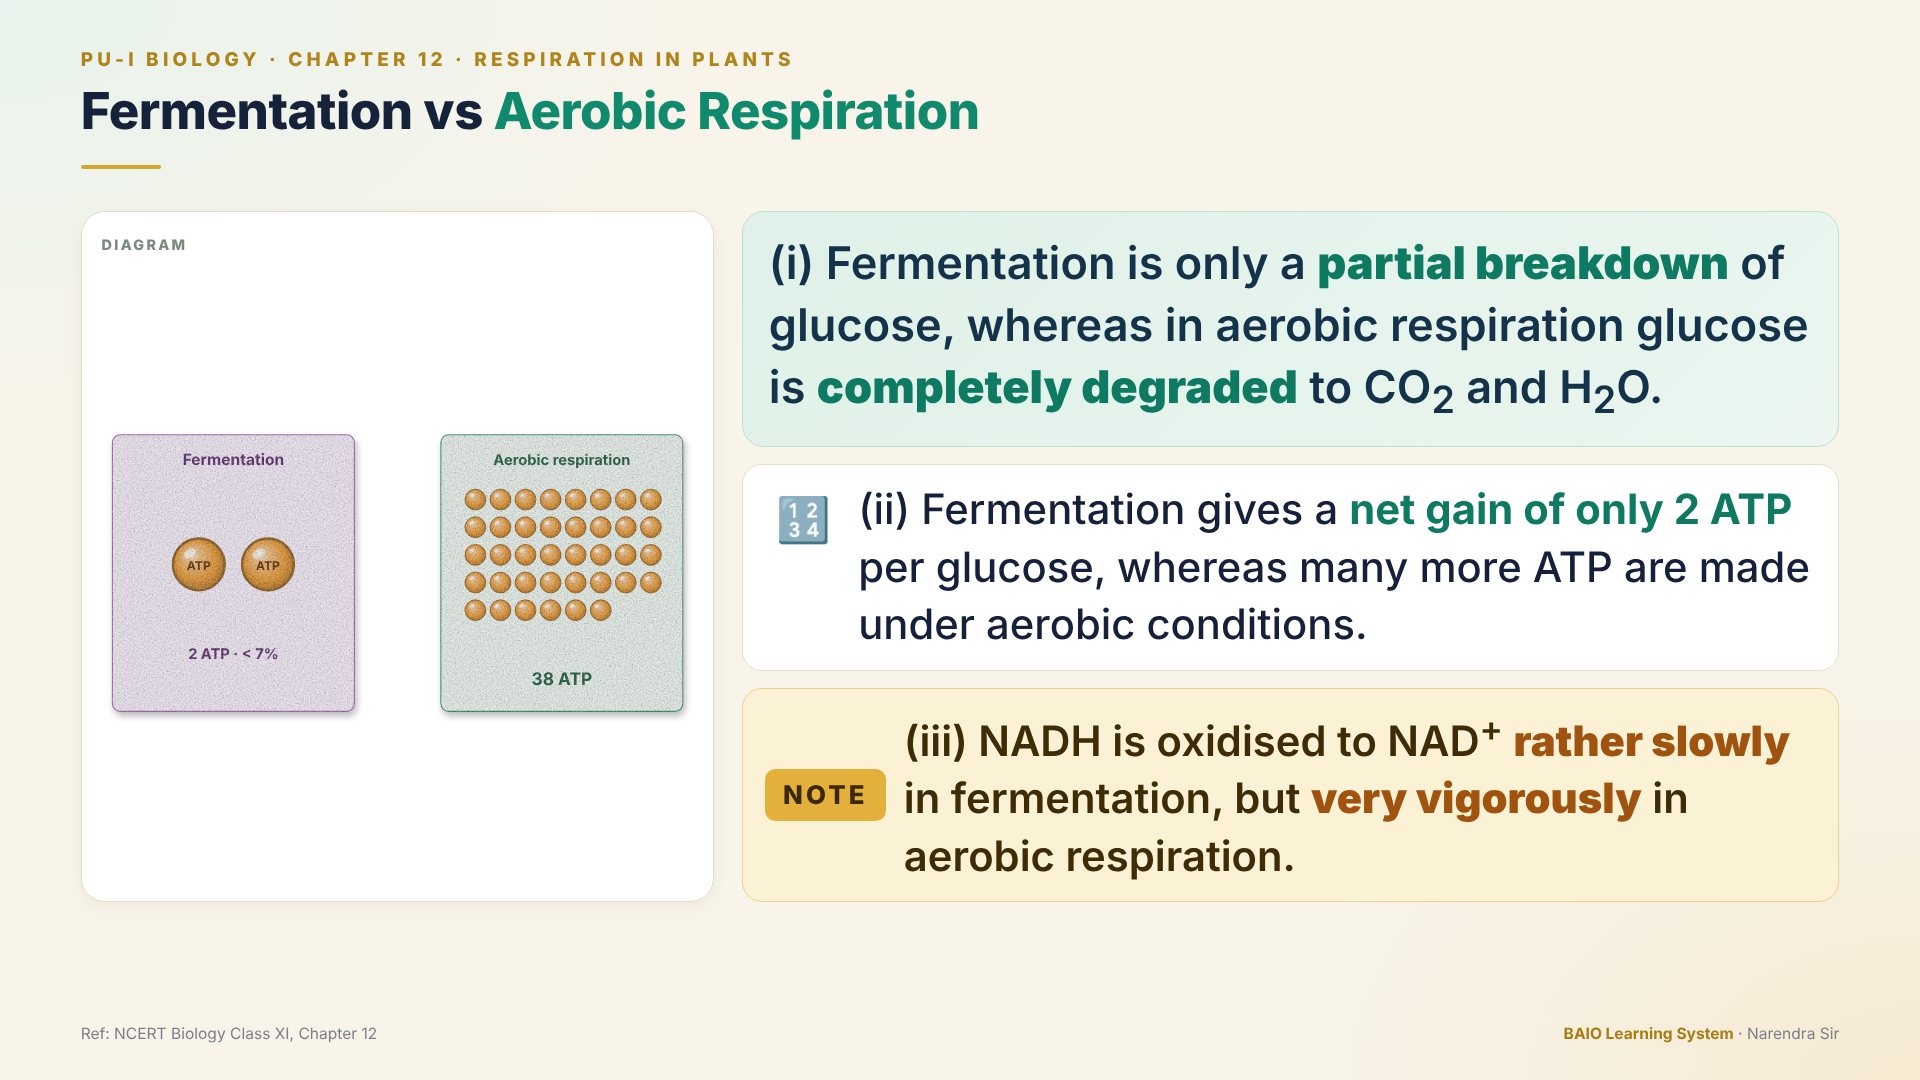 PU-I BIOLOGY · CHAPTER 12 · RESPIRATION IN PLANTS
Fermentation vs Aerobic Respiration
DIAGRAM
Fermentation
ATP ATP
2 ATP · < 7%
Aerobic respiration
38 ATP
(i) Fermentation is only a partial breakdown of
glucose, whereas in aerobic respiration glucose
is completely degraded to CO₂ and H₂O.
🔢 (ii) Fermentation gives a net gain of only 2 ATP
per glucose, whereas many more ATP are made
under aerobic conditions.
NOTE
(iii) NADH is oxidised to NAD⁺ rather slowly
in fermentation, but very vigorously in
aerobic respiration.
Ref: NCERT Biology Class XI, Chapter 12
BAIO Learning System · Narendra Sir